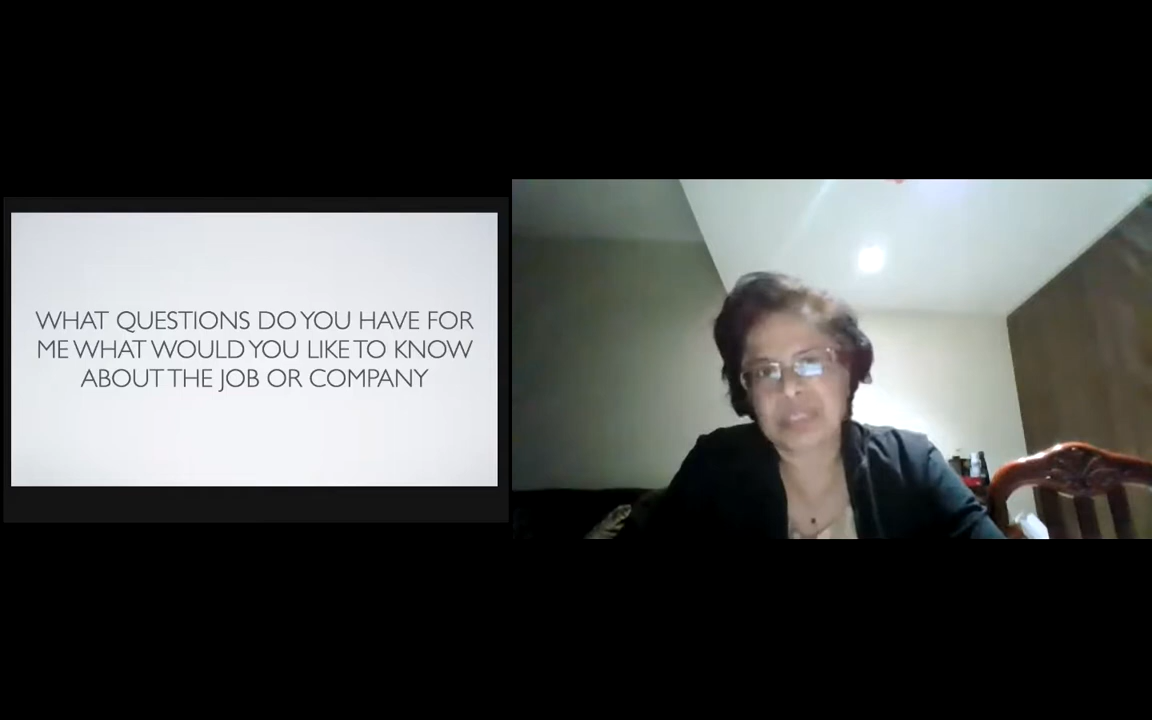 WHAT QUESTIONS DO YOU HAVE FOR
ME WHAT WOULD YOU LIKE TO KNOW
ABOUT THE JOB OR COMPANY